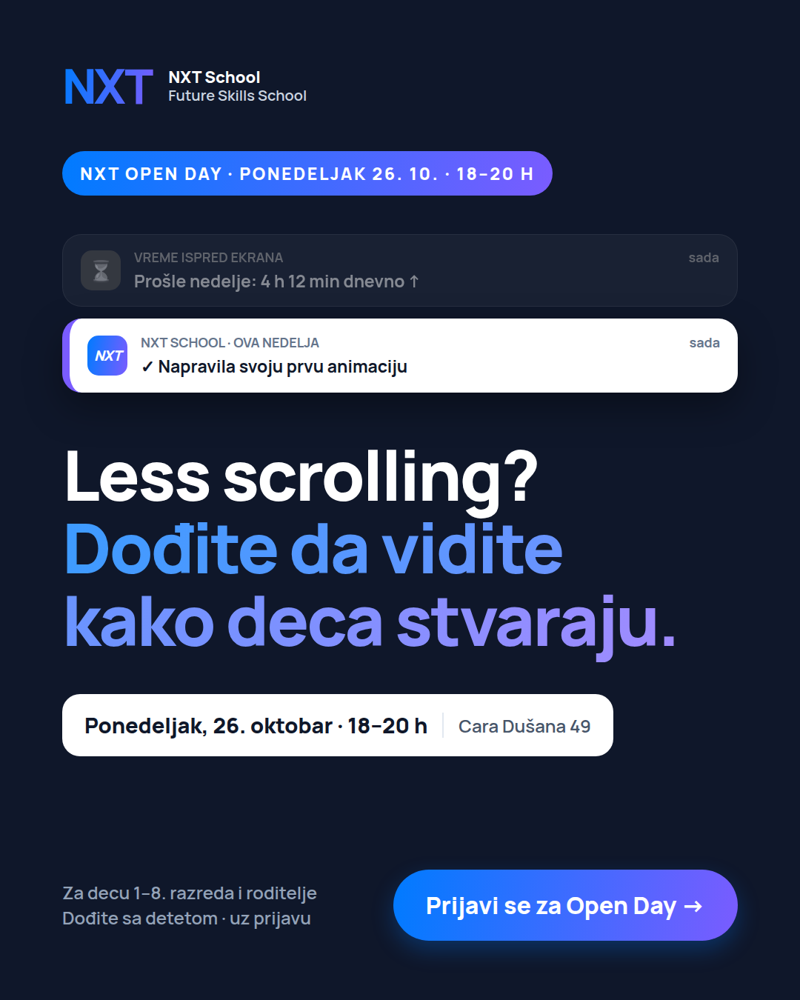 NXT
NXT School
Future Skills School
NXT OPEN DAY · PONEDELJAK 26. 10. · 18–20 H
VREME ISPRED EKRANA
sada
Prošle nedelje: 4 h 12 min dnevno ↑
NXT
NXT SCHOOL · OVA NEDELJA
sada
✓ Napravila svoju prvu animaciju
Less scrolling?
Dođite da vidite
kako deca stvaraju.
Ponedeljak, 26. oktobar · 18–20 h
Cara Dušana 49
Za decu 1–8. razreda i roditelje
Dođite sa detetom · uz prijavu
Prijavi se za Open Day →